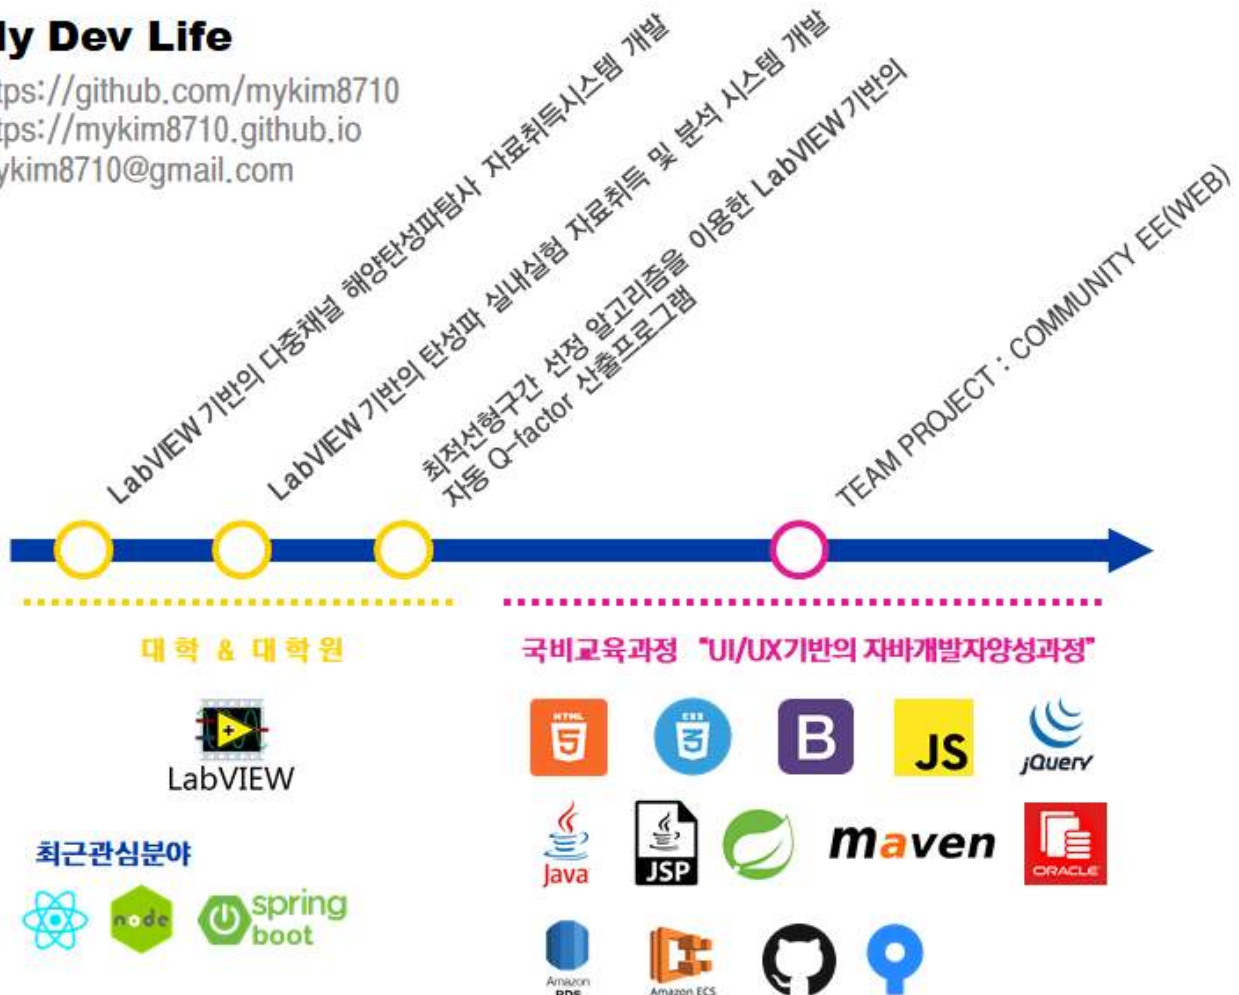 ly Dev Life
tps://github.com/mykim8710
tps://mykim8710.github.io
ykim8710@gmail.com
LabVIEW 기반의 다중채널 해양탄성파탐사 자료취득시스템 개발
LabVIEW 기반의 탄성파 실내실험 자료취득 및 분석 시스템 개발
최적선형구간 선정 알고리즘을 이용한 LabVIEW 기반의
자동 Q-factor 산출프로그램
TEAM PROJECT : COMMUNITY EE(WEB)
대학 & 대학원
국비교육과정 "UI/UX기반의 자바개발자양성과정"
LabVIEW
HTML
5
CSS
3
B
JS
jQuery
Java
JSP
maven
ORACLE
최근관심분야
node
spring
boot
Amazon
RDS
Amazon ECS